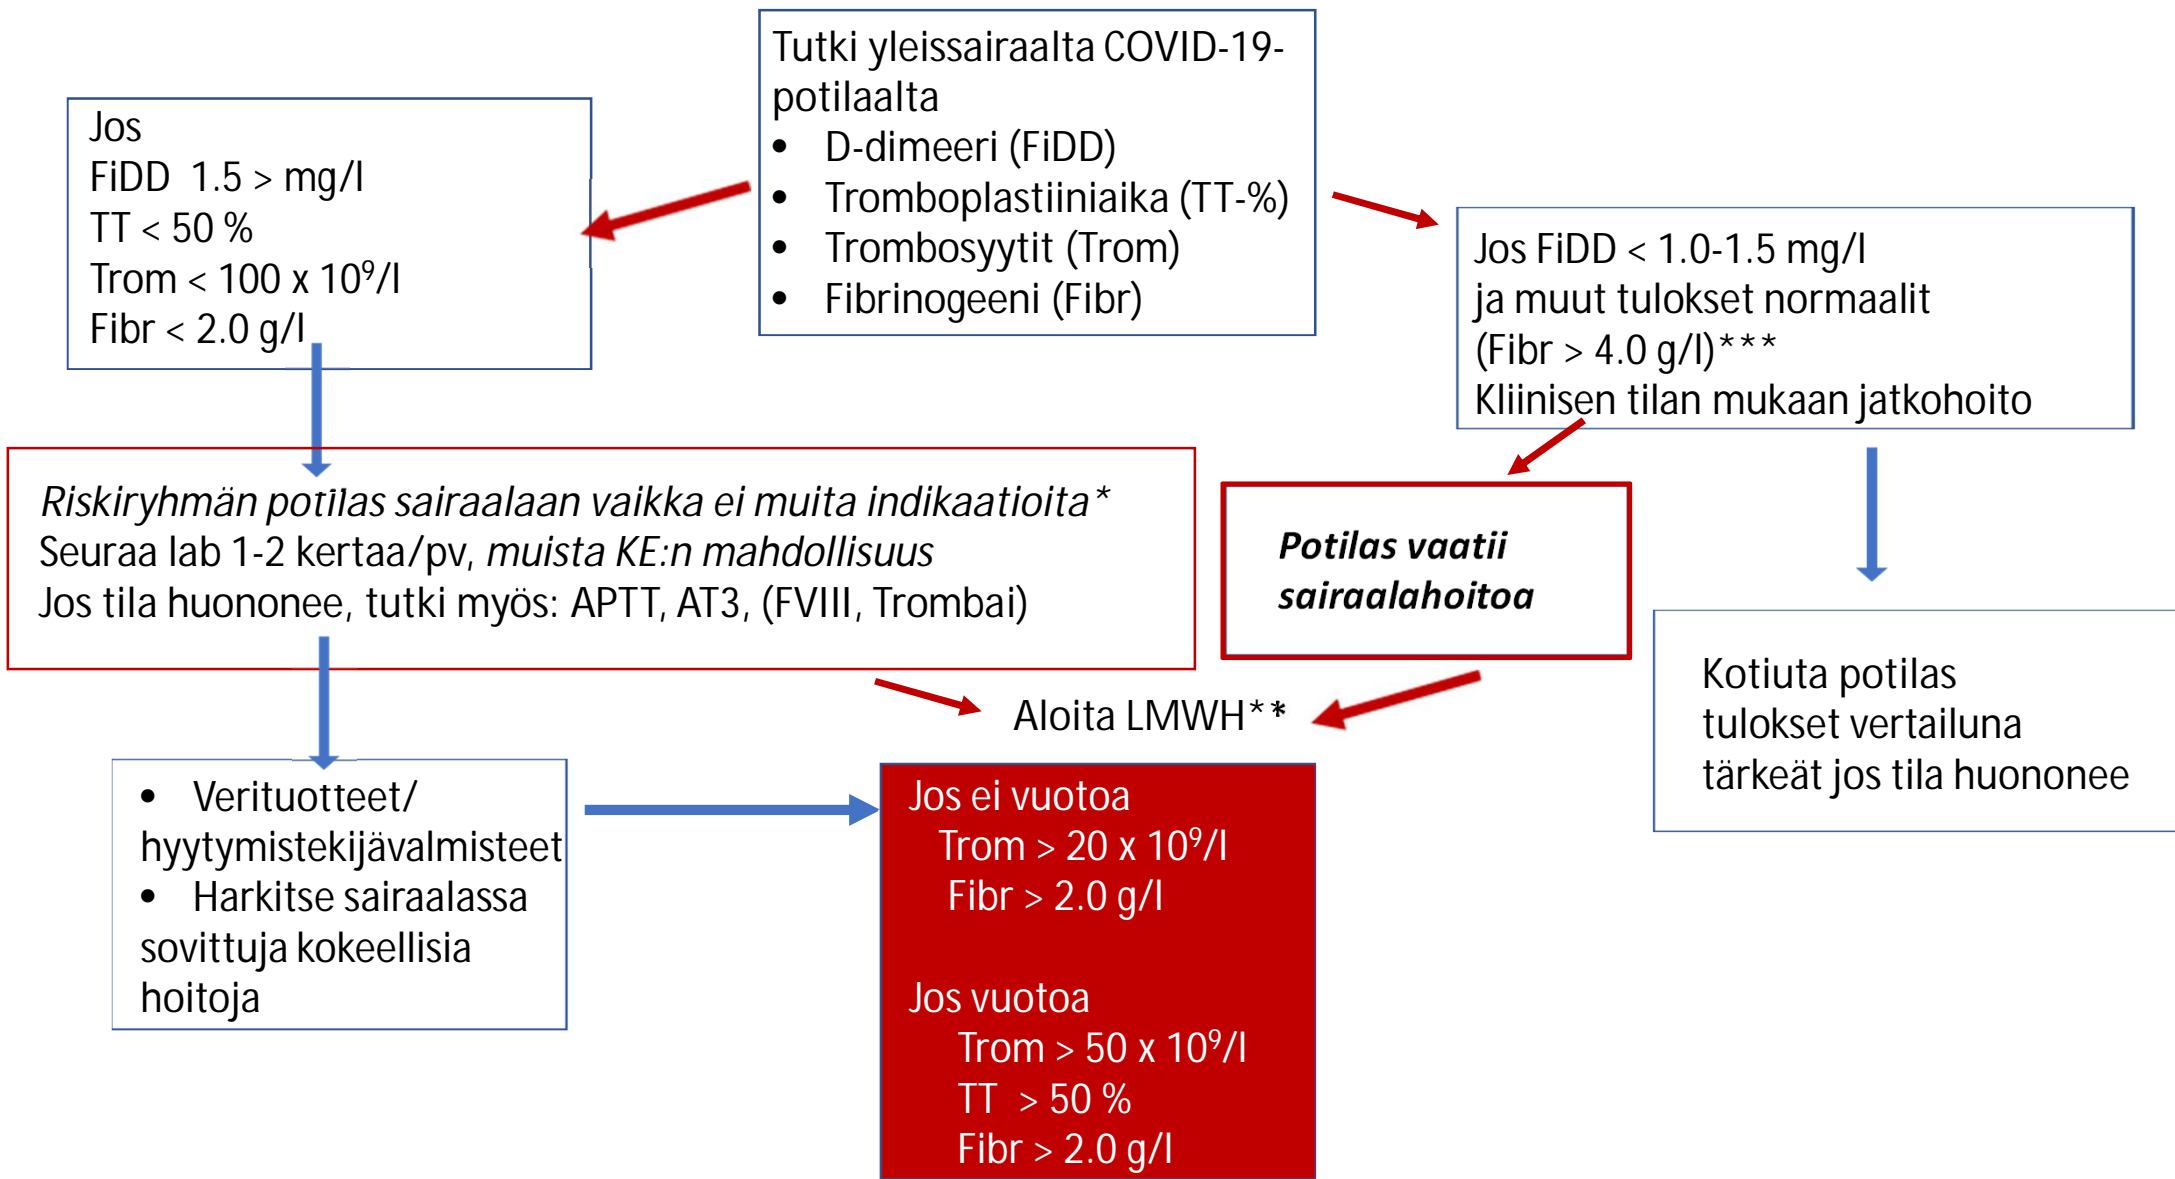 Tutki yleissairaalta COVID-19-
potilaalta
• D-dimeeri (FiDD)
• Tromboplastiiniaika (TT-%)
• Trombosyytit (Trom)
• Fibrinogeeni (Fibr)
Jos
FiDD 1.5 > mg/l
TT < 50 %
Trom < 100 x 10⁹/l
Fibr < 2.0 g/l
Jos FiDD < 1.0-1.5 mg/l
ja muut tulokset normaalit
(Fibr > 4.0 g/l)***
Kliinisen tilan mukaan jatkohoito
Riskiryhmän potilas sairaalaan vaikka ei muita indikaatioita*
Seuraa lab 1-2 kertaa/pv, muista KE:n mahdollisuus
Jos tila huononee, tutki myös: APTT, AT3, (FVIII, Trombai)
Potilas vaatii
sairaalahoitoa
Kotiuta potilas
tulokset vertailuna
tärkeät jos tila huononee
Aloita LMWH**
• Verituotteet/
hyytymistekijävalmisteet
• Harkitse sairaalassa
sovittuja kokeellisia
hoitoja
Jos ei vuotoa
Trom > 20 x 10⁹/l
Fibr > 2.0 g/l
Jos vuotoa
Trom > 50 x 10⁹/l
TT > 50 %
Fibr > 2.0 g/l